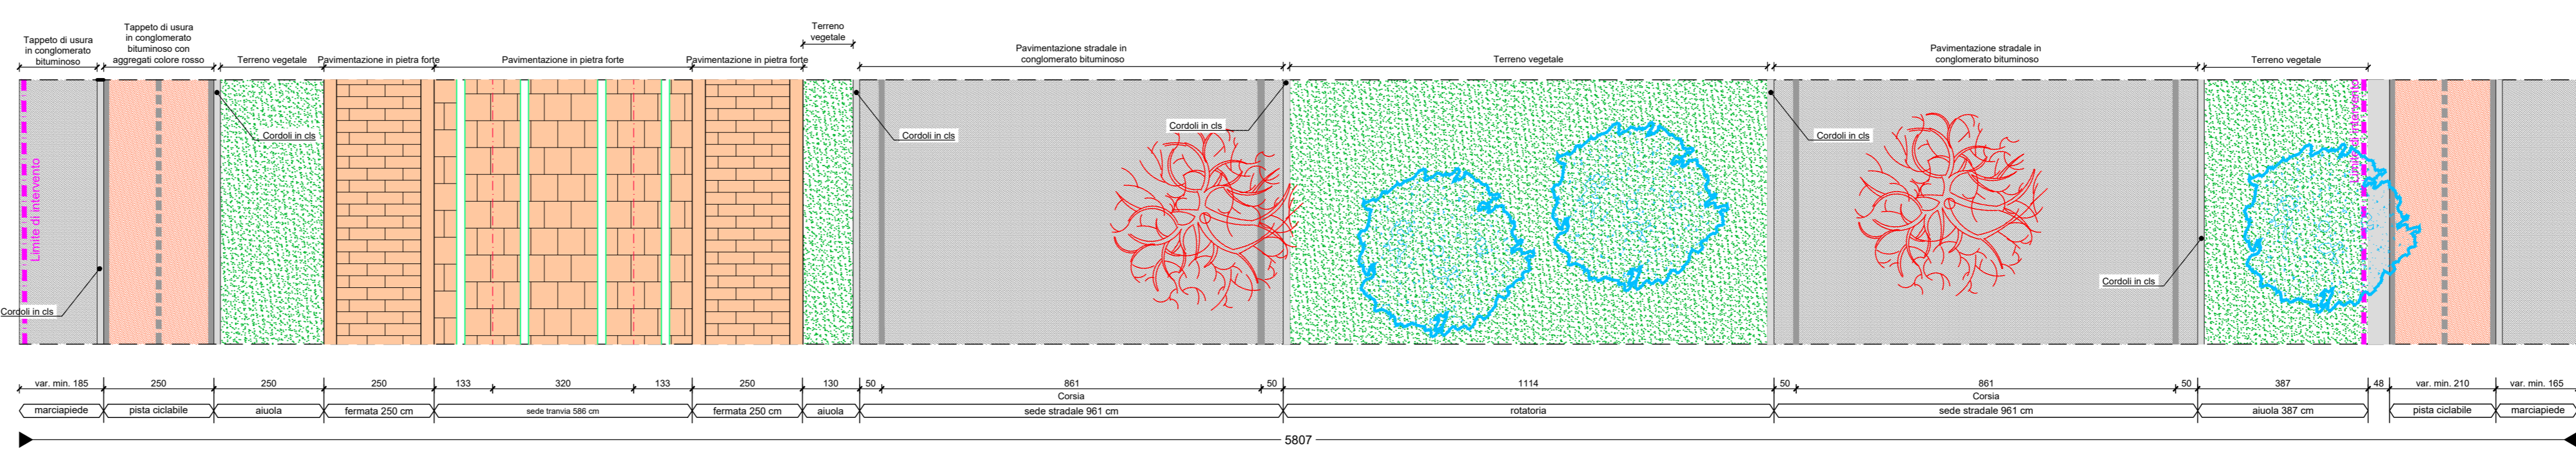 Tappeto di usura
in conglomerato
bituminoso
Tappeto di usura
in conglomerato
bituminoso con
aggregati colore rosso
Terreno vegetale
Pavimentazione in pietra forte
Pavimentazione in pietra forte
Pavimentazione in pietra forte
Terreno
vegetale
Pavimentazione stradale in
conglomerato bituminoso
Terreno vegetale
Pavimentazione stradale in
conglomerato bituminoso
Terreno vegetale
Limite di intervento
Cordoli in cls
Cordoli in cls
Cordoli in cls
Cordoli in cls
Cordoli in cls
Cordoli in cls
Limite di intervento
var. min. 185
250
250
250
133
320
133
250
130
50
861
50
1114
50
861
50
387
48
var. min. 210
var. min. 165
Corsia
Corsia
marciapiede
pista ciclabile
aiuola
fermata 250 cm
sede tranvia 586 cm
fermata 250 cm
aiuola
sede stradale 961 cm
rotatoria
sede stradale 961 cm
aiuola 387 cm
pista ciclabile
marciapiede
5807